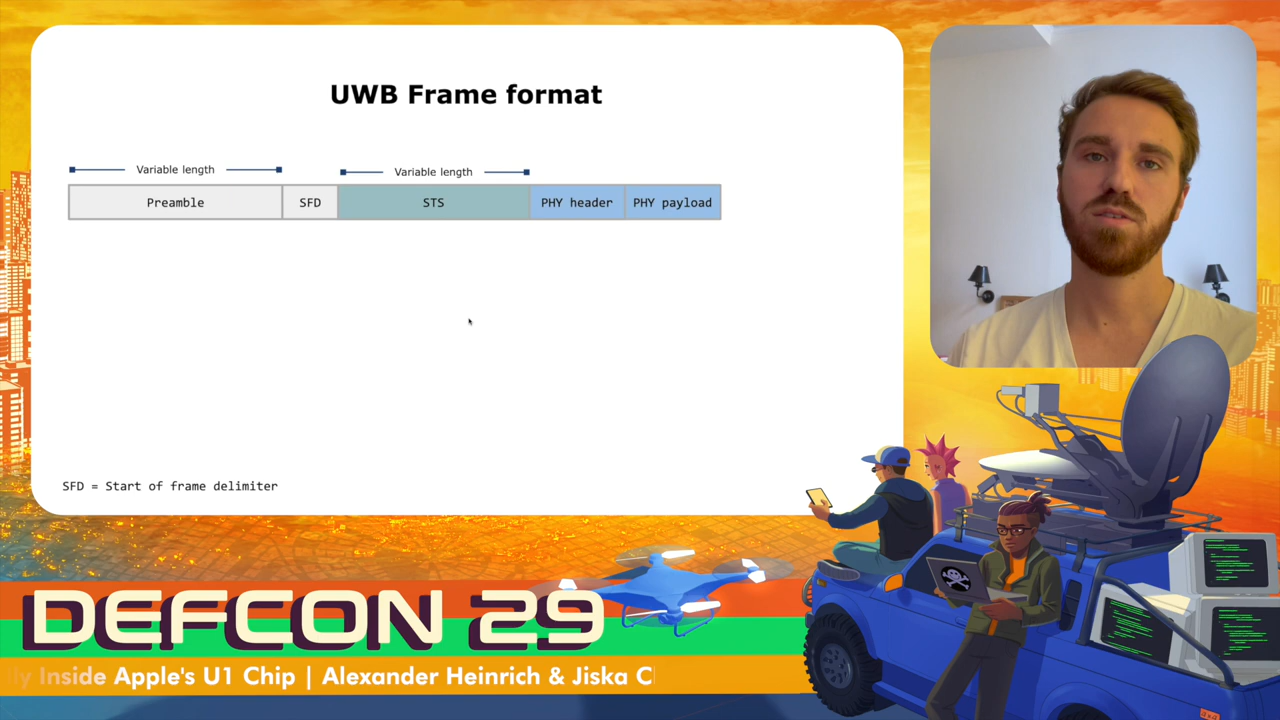 UWB Frame format
Variable length
Variable length
Preamble
SFD
STS
PHY header
PHY payload
SFD = Start of frame delimiter
DEFCON 29
Inside Apple's U1 Chip | Alexander Heinrich & Jiska